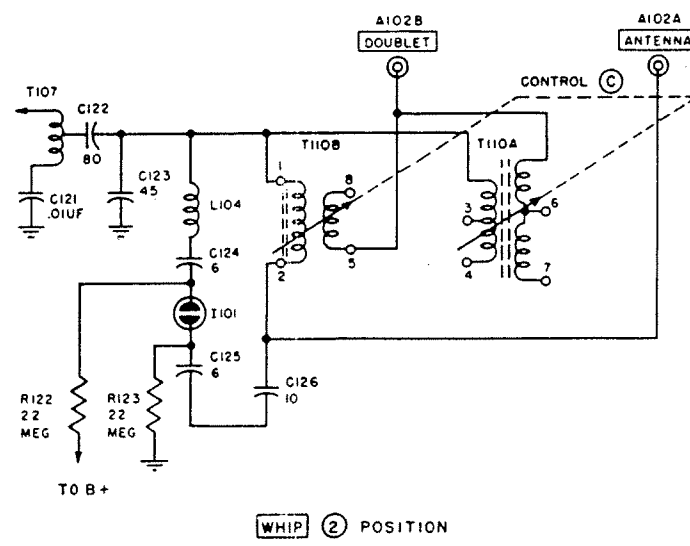 A102B
DOUBLET
A102A
ANTENNA
CONTROL C
T107
C122
80
T110B
T110A
C123
45
C121
.01UF
L104
C124
6
1
2
8
5
3
4
6
7
I101
C125
6
C126
10
R122
22
MEG
R123
22
MEG
TO B+
WHIP 2 POSITION